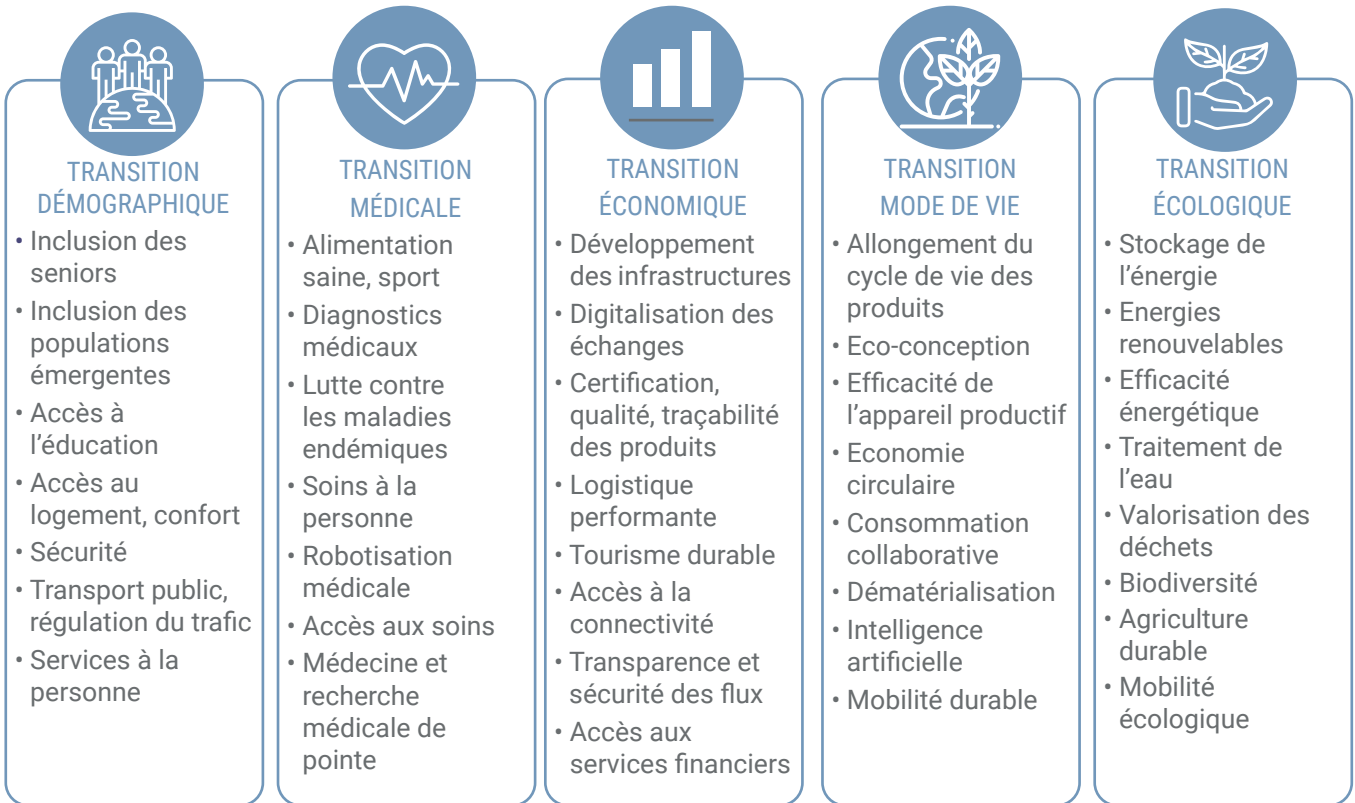 TRANSITION
DÉMOGRAPHIQUE
• Inclusion des
seniors
• Inclusion des
populations
émergentes
• Accès à
l'éducation
• Accès au
logement, confort
• Sécurité
• Transport public,
régulation du trafic
• Services à la
personne
TRANSITION
MÉDICALE
• Alimentation
saine, sport
• Diagnostics
médicaux
• Lutte contre
les maladies
endémiques
• Soins à la
personne
• Robotisation
médicale
• Accès aux soins
• Médecine et
recherche
médicale de
pointe
TRANSITION
ÉCONOMIQUE
• Développement
des infrastructures
• Digitalisation des
échanges
• Certification,
qualité, traçabilité
des produits
• Logistique
performante
• Tourisme durable
• Accès à la
connectivité
• Transparence et
sécurité des flux
• Accès aux
services financiers
TRANSITION
MODE DE VIE
• Allongement du
cycle de vie des
produits
• Eco-conception
• Efficacité de
l'appareil productif
• Economie
circulaire
• Consommation
collaborative
• Dématérialisation
• Intelligence
artificielle
• Mobilité durable
TRANSITION
ÉCOLOGIQUE
• Stockage de
l'énergie
• Energies
renouvelables
• Efficacité
énergétique
• Traitement de
l'eau
• Valorisation des
déchets
• Biodiversité
• Agriculture
durable
• Mobilité
écologique